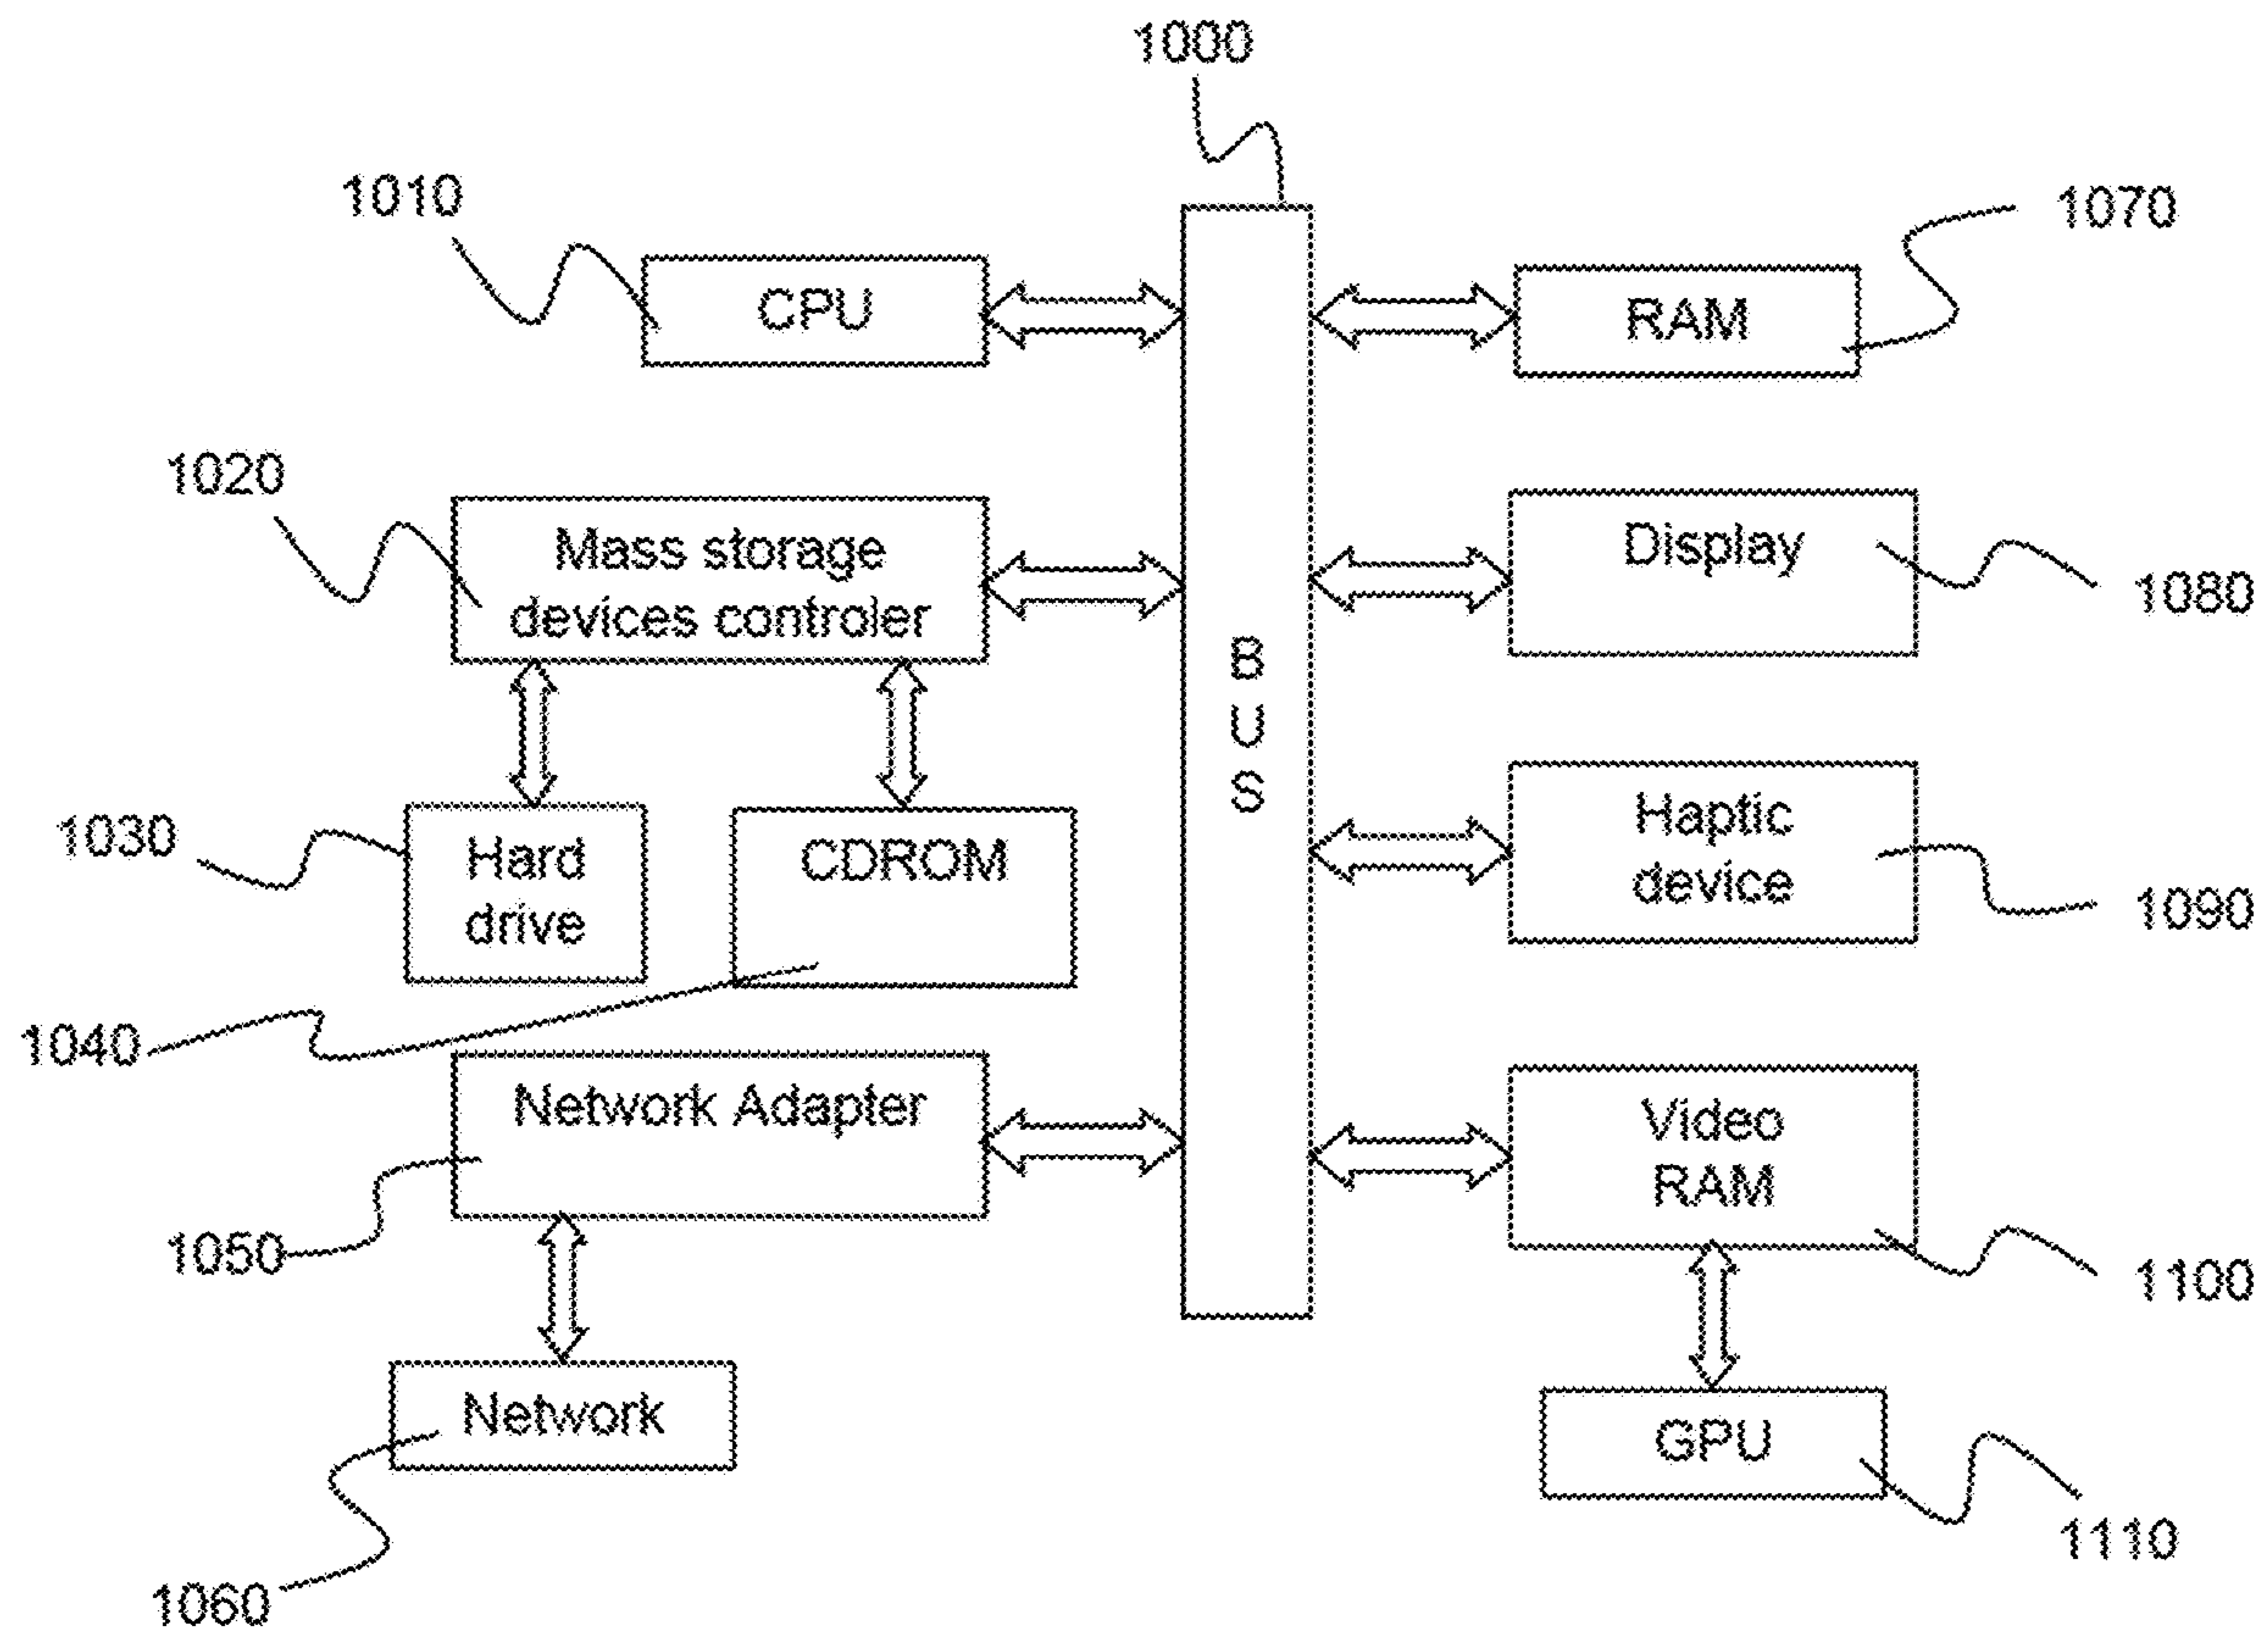 1000
1010
CPU
1070
RAM
1020
Mass storage
devices controler
Display
1080
B
U
S
1030
Hard
drive
CDROM
Haptic
device
1090
1040
Network Adapter
1050
Video
RAM
1100
Network
1060
GPU
1110